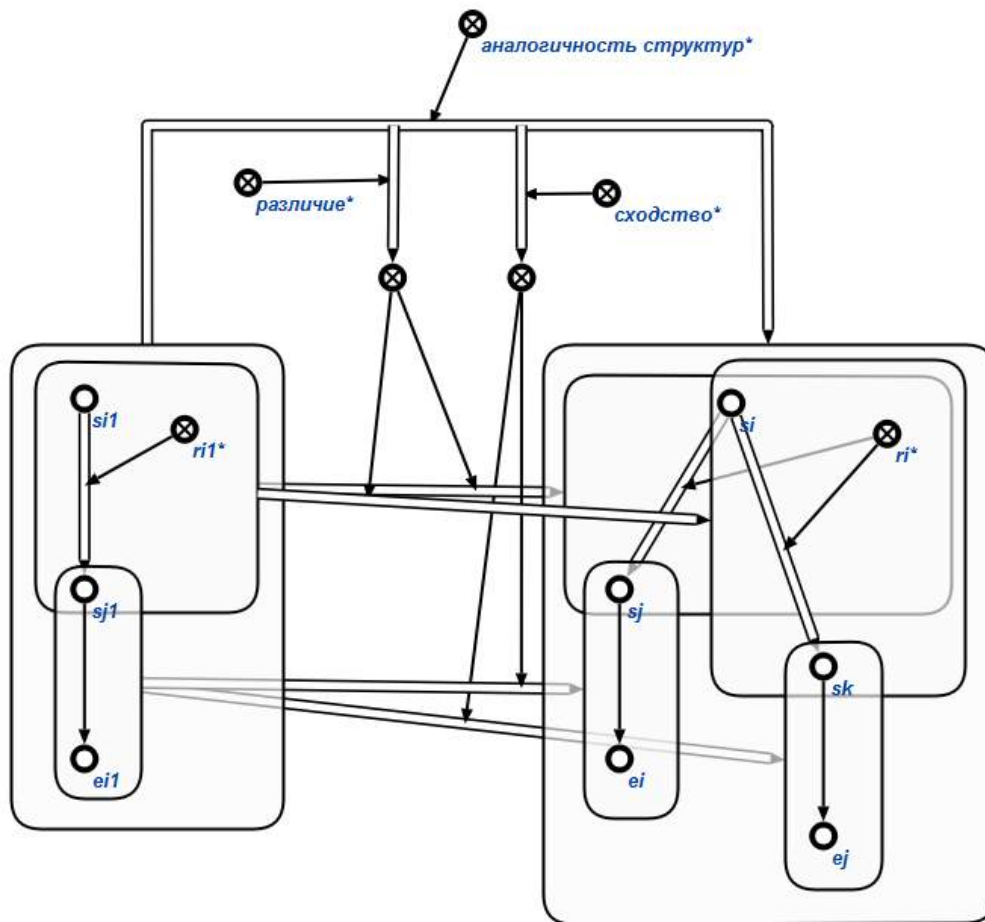 аналогичность структур*
различие*
сходство*
si1
ri1*
si
ri*
sj1
sj
sk
ei1
ei
ej